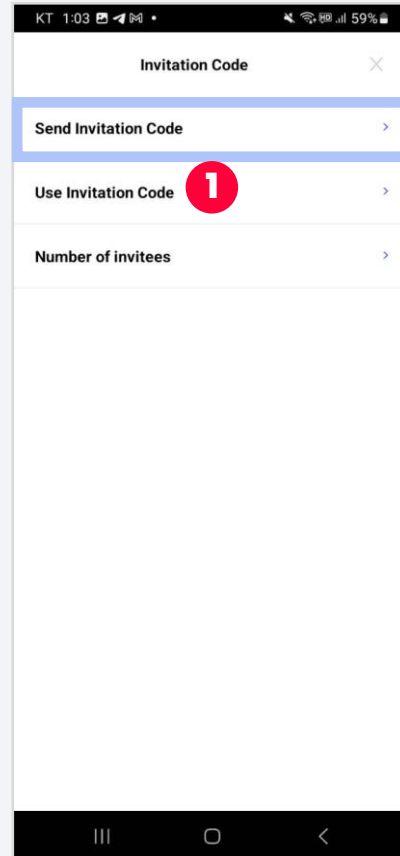 KT 1:03 59%
Invitation Code
Send Invitation Code
Use Invitation Code 1
Number of invitees